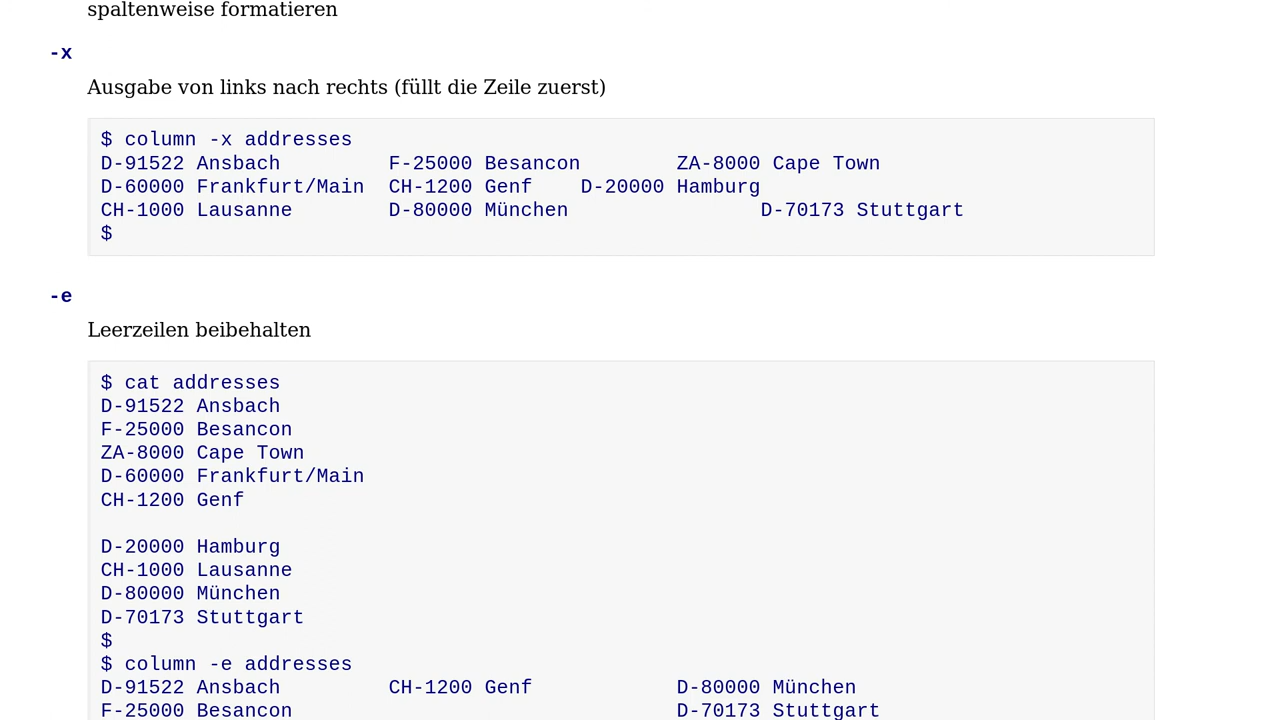 spaltenweise formatieren
-x
Ausgabe von links nach rechts (füllt die Zeile zuerst)
$ column -x addresses
D-91522 Ansbach         F-25000 Besancon        ZA-8000 Cape Town
D-60000 Frankfurt/Main  CH-1200 Genf    D-20000 Hamburg
CH-1000 Lausanne        D-80000 München                D-70173 Stuttgart
$
-e
Leerzeilen beibehalten
$ cat addresses
D-91522 Ansbach
F-25000 Besancon
ZA-8000 Cape Town
D-60000 Frankfurt/Main
CH-1200 Genf

D-20000 Hamburg
CH-1000 Lausanne
D-80000 München
D-70173 Stuttgart
$
$ column -e addresses
D-91522 Ansbach         CH-1200 Genf            D-80000 München
F-25000 Besancon                                D-70173 Stuttgart